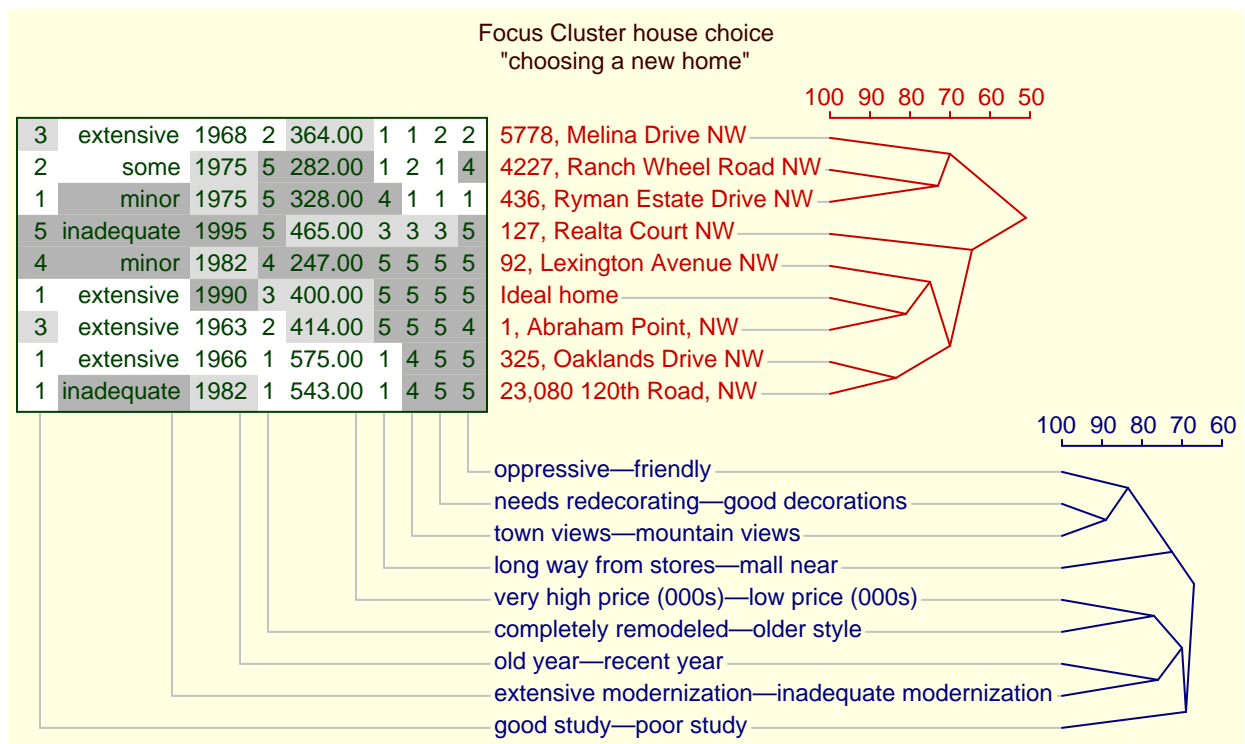 Focus Cluster house choice
"choosing a new home"
100 90 80 70 60 50
3 extensive 1968 2 364.00 1 1 2 2 5778, Melina Drive NW
2 some 1975 5 282.00 1 2 1 4 4227, Ranch Wheel Road NW
1 minor 1975 5 328.00 4 1 1 1 436, Ryman Estate Drive NW
5 inadequate 1995 5 465.00 3 3 3 5 127, Realta Court NW
4 minor 1982 4 247.00 5 5 5 5 92, Lexington Avenue NW
1 extensive 1990 3 400.00 5 5 5 5 Ideal home
3 extensive 1963 2 414.00 5 5 5 4 1, Abraham Point, NW
1 extensive 1966 1 575.00 1 4 5 5 325, Oaklands Drive NW
1 inadequate 1982 1 543.00 1 4 5 5 23,080 120th Road, NW
100 90 80 70 60
oppressive—friendly
needs redecorating—good decorations
town views—mountain views
long way from stores—mall near
very high price (000s)—low price (000s)
completely remodeled—older style
old year—recent year
extensive modernization—inadequate modernization
good study—poor study